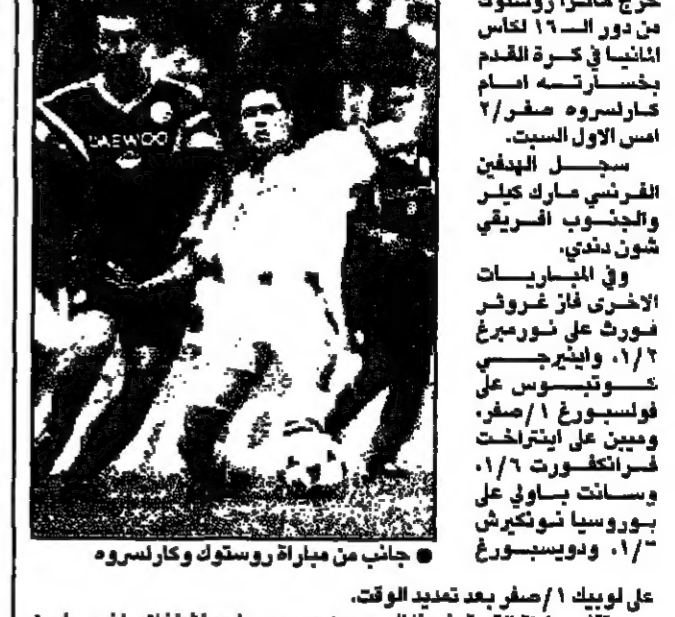 خرج هانزا روستوك
من دور الـ ١٦ لكأس
المانيا في كرة القدم
بخسارته امام
كارلسروه صفر/٢
امس الاول السبت.
سجل الهدفين
الفرنسي مارك كيلر
والجنوب افريقي
شون دندي.
وفي المباريات
الاخرى فاز غروثر
فورث على نورمبرغ
٢/١، واينيرجي
خوتبوس على
فولسبورغ ١/صفر،
وميبن على اينتراخت
فرانكفورت ٦/١،
وسانت باولي على
بوروسيا نونكيرش
١/، ودويسبورغ
على لوبيك ١/صفر بعد تمديد الوقت.
DAEWOO
● جانب من مباراة روستوك وكارلسروه